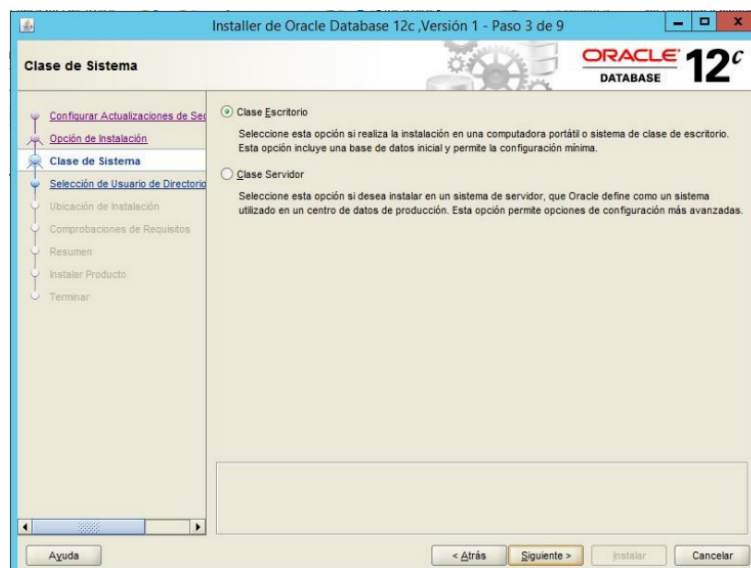 Installer de Oracle Database 12c ,Versión 1 - Paso 3 de 9
Clase de Sistema
ORACLE
DATABASE
12c
Configurar Actualizaciones de Seg
Opción de Instalación
Clase de Sistema
Selección de Usuario de Directorio
Ubicación de Instalación
Comprobaciones de Requisitos
Resumen
Instalar Producto
Terminar
Clase Escritorio
Seleccione esta opción si realiza la instalación en una computadora portátil o sistema de clase de escritorio.
Esta opción incluye una base de datos inicial y permite la configuración mínima.
Clase Servidor
Seleccione esta opción si desea instalar en un sistema de servidor, que Oracle define como un sistema
utilizado en un centro de datos de producción. Esta opción permite opciones de configuración más avanzadas.
Ayuda
< Atrás
Siguiente >
Instalar
Cancelar